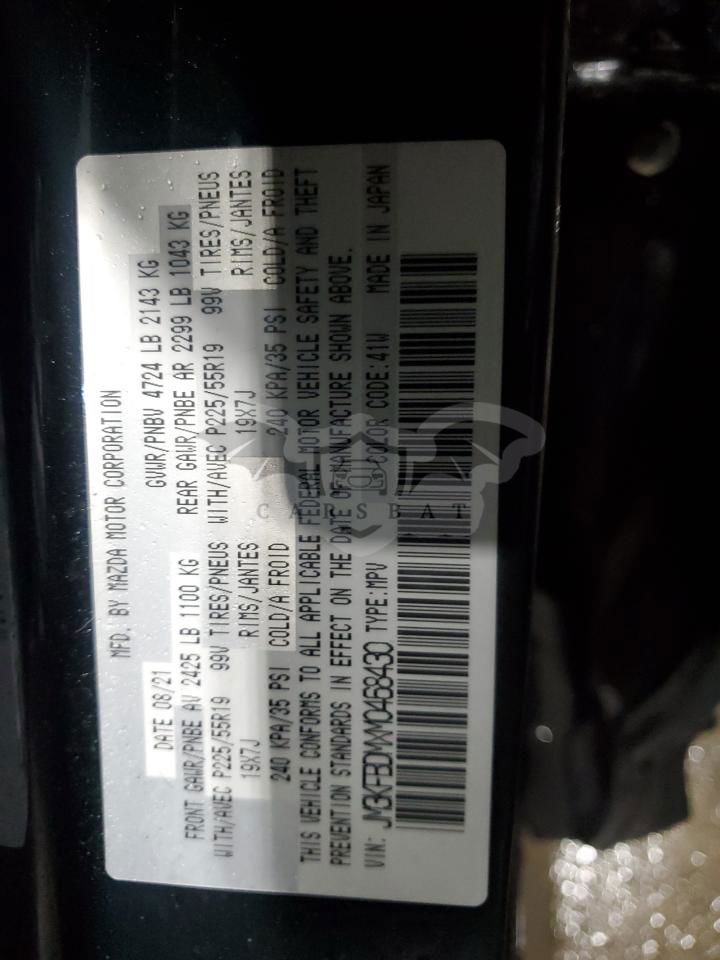 MFD. BY MAZDA MOTOR CORPORATION
DATE 08/21 GVWR/PNBV 4724 LB 2143 KG
FRONT GAWR/PNBE AV 2425 LB 1100 KG REAR GAWR/PNBE AR 2299 LB 1043 KG
WITH/AVEC P225/55R19 99V TIRES/PNEUS WITH/AVEC P225/55R19 99V TIRES/PNEUS
19X7J RIMS/JANTES 19X7J RIMS/JANTES
240 KPA/35 PSI COLD/A FROID 240 KPA/35 PSI COLD/A FROID
THIS VEHICLE CONFORMS TO ALL APPLICABLE FEDERAL MOTOR VEHICLE SAFETY AND THEFT
PREVENTION STANDARDS IN EFFECT ON THE DATE OF MANUFACTURE SHOWN ABOVE.
VIN: JM3KFBDMXM0468430 TYPE:MPV COLOR CODE:41W MADE IN JAPAN
CARSBAT